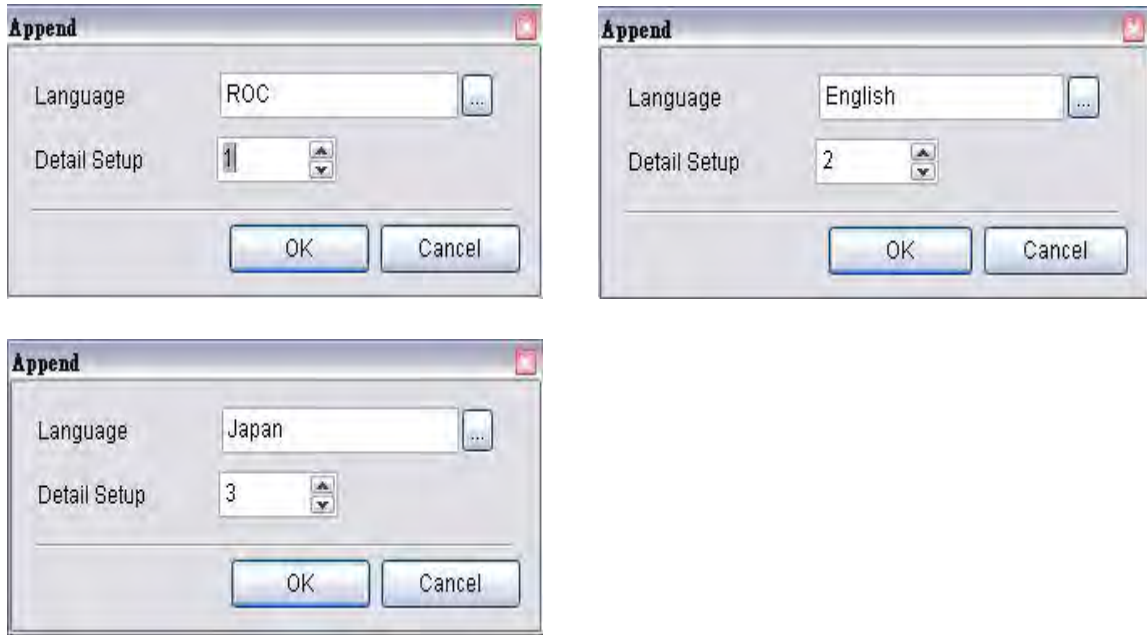 Append
Language ROC ...
Detail Setup 1
OK Cancel
Append
Language English ...
Detail Setup 2
OK Cancel
Append
Language Japan ...
Detail Setup 3
OK Cancel